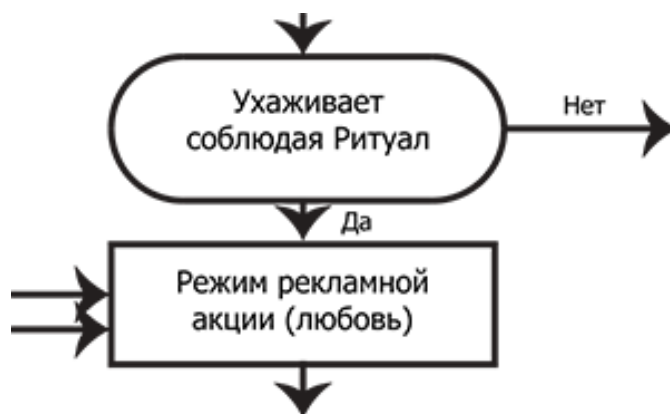 Ухаживает
соблюдая Ритуал
Нет
Да
Режим рекламной
акции (любовь)